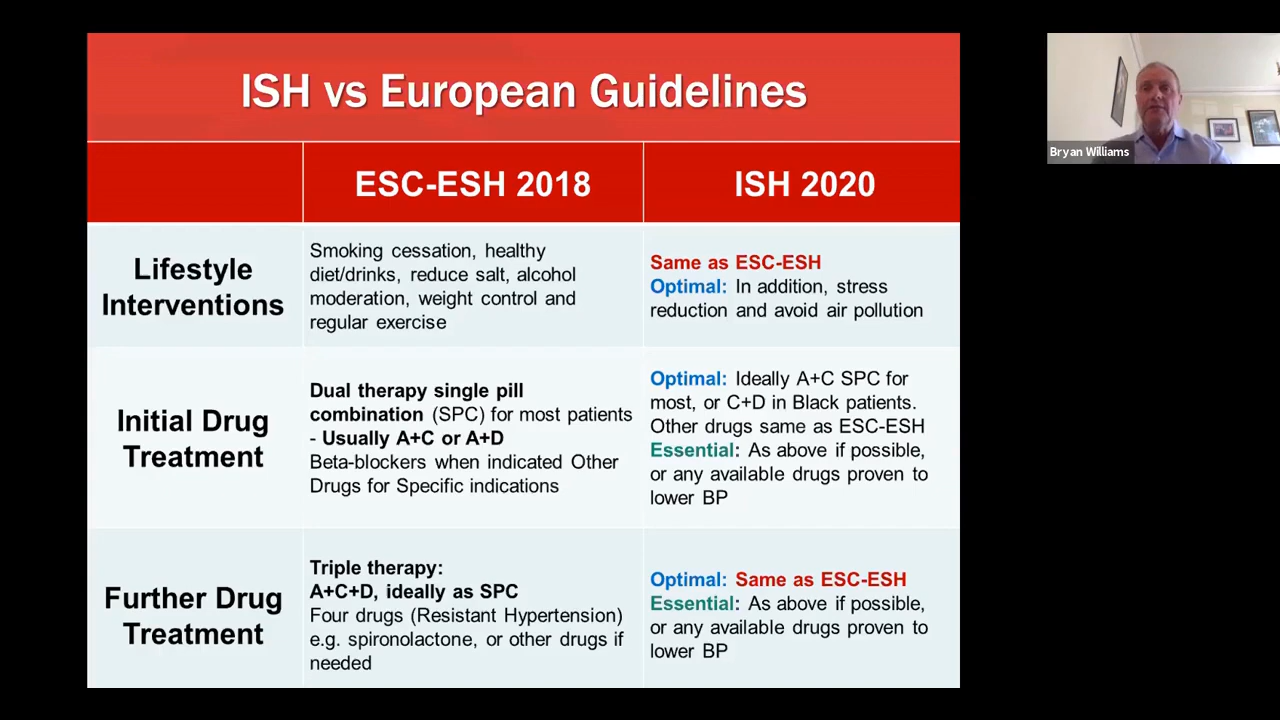 ISH vs European Guidelines
ESC-ESH 2018
ISH 2020
Lifestyle
Interventions
Smoking cessation, healthy
diet/drinks, reduce salt, alcohol
moderation, weight control and
regular exercise
Same as ESC-ESH
Optimal: In addition, stress
reduction and avoid air pollution
Initial Drug
Treatment
Dual therapy single pill
combination (SPC) for most patients
- Usually A+C or A+D
Beta-blockers when indicated Other
Drugs for Specific indications
Optimal: Ideally A+C SPC for
most, or C+D in Black patients.
Other drugs same as ESC-ESH
Essential: As above if possible,
or any available drugs proven to
lower BP
Further Drug
Treatment
Triple therapy:
A+C+D, ideally as SPC
Four drugs (Resistant Hypertension)
e.g. spironolactone, or other drugs if
needed
Optimal: Same as ESC-ESH
Essential: As above if possible,
or any available drugs proven to
lower BP
Bryan Williams